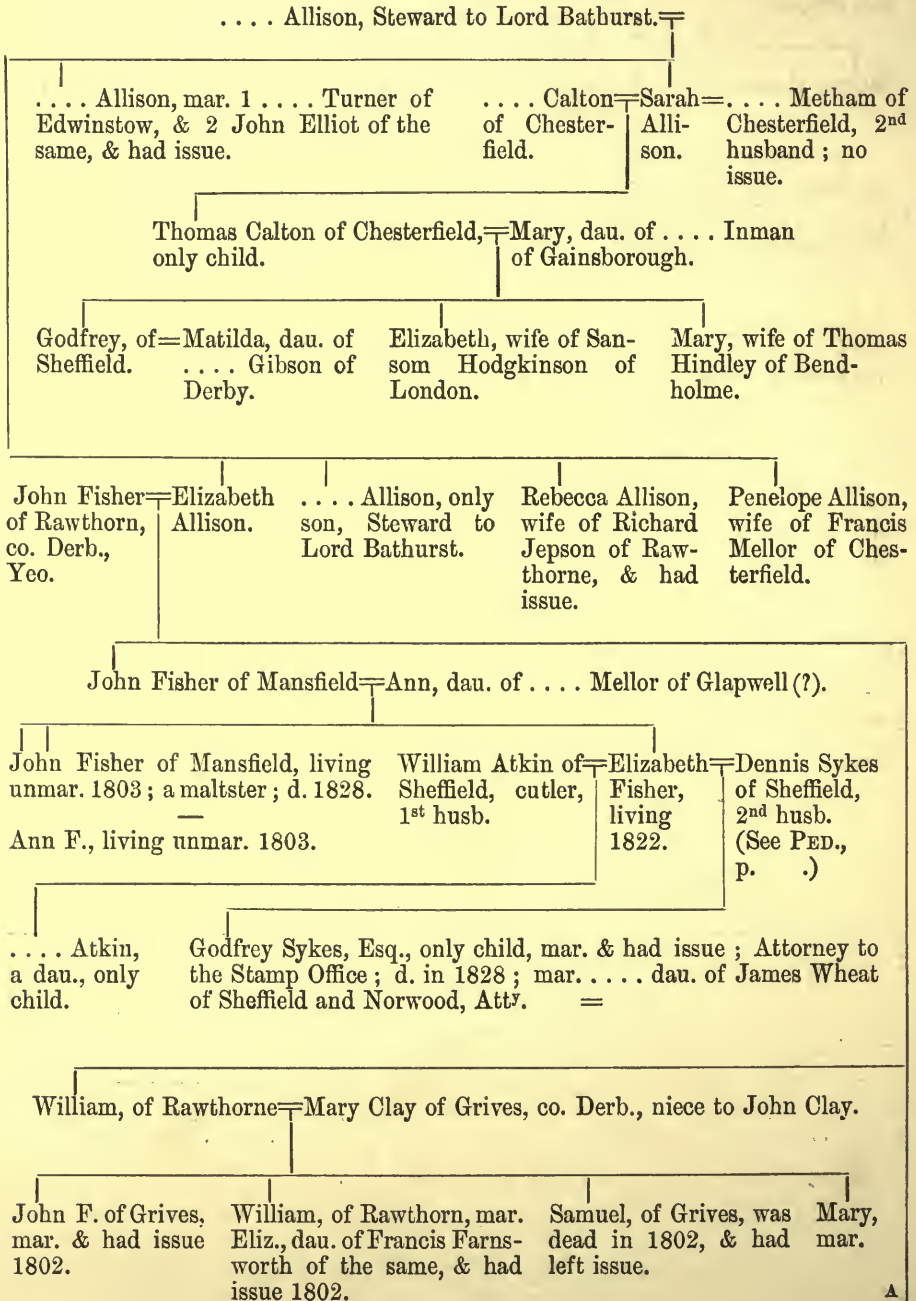 . . . . Allison, Steward to Lord Bathurst.=
. . . . Allison, mar. 1 . . . . Turner of
Edwinstow, & 2 John Elliot of the
same, & had issue.
. . . . Calton=Sarah=. . . . Metham of
of Chester- Alli- Chesterfield, 2nd
field. son. husband ; no
issue.
Thomas Calton of Chesterfield,=Mary, dau. of . . . . Inman
only child. of Gainsborough.
Godfrey, of=Matilda, dau. of
Sheffield. . . . . Gibson of
Derby.
Elizabeth, wife of San-
som Hodgkinson of
London.
Mary, wife of Thomas
Hindley of Bend-
holme.
John Fisher=Elizabeth
of Rawthorn, Allison.
co. Derb.,
Yeo.
. . . . Allison, only
son, Steward to
Lord Bathurst.
Rebecca Allison,
wife of Richard
Jepson of Raw-
thorne, & had
issue.
Penelope Allison,
wife of Francis
Mellor of Ches-
terfield.
John Fisher of Mansfield=Ann, dau. of . . . . Mellor of Glapwell (?).
John Fisher of Mansfield, living
unmar. 1803 ; a maltster ; d. 1828.
—
Ann F., living unmar. 1803.
William Atkin of=Elizabeth=Dennis Sykes
Sheffield, cutler, Fisher, of Sheffield,
1st husb. living 2nd husb.
1822. (See PED.,
p. .)
. . . . Atkin,
a dau., only
child.
Godfrey Sykes, Esq., only child, mar. & had issue ; Attorney to
the Stamp Office ; d. in 1828 ; mar. . . . . dau. of James Wheat
of Sheffield and Norwood, Atty. =
William, of Rawthorne=Mary Clay of Grives, co. Derb., niece to John Clay.
John F. of Grives,
mar. & had issue
1802.
William, of Rawthorn, mar.
Eliz., dau. of Francis Farns-
worth of the same, & had
issue 1802.
Samuel, of Grives, was
dead in 1802, & had
left issue.
Mary,
mar.
A